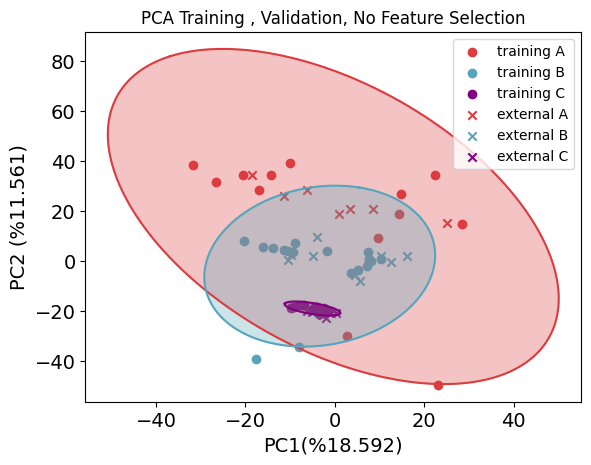 PCA Training , Validation, No Feature Selection
training A
training B
training C
external A
external B
external C
PC2 (%11.561)
80
60
40
20
0
−20
−40
−40 −20 0 20 40
PC1(%18.592)